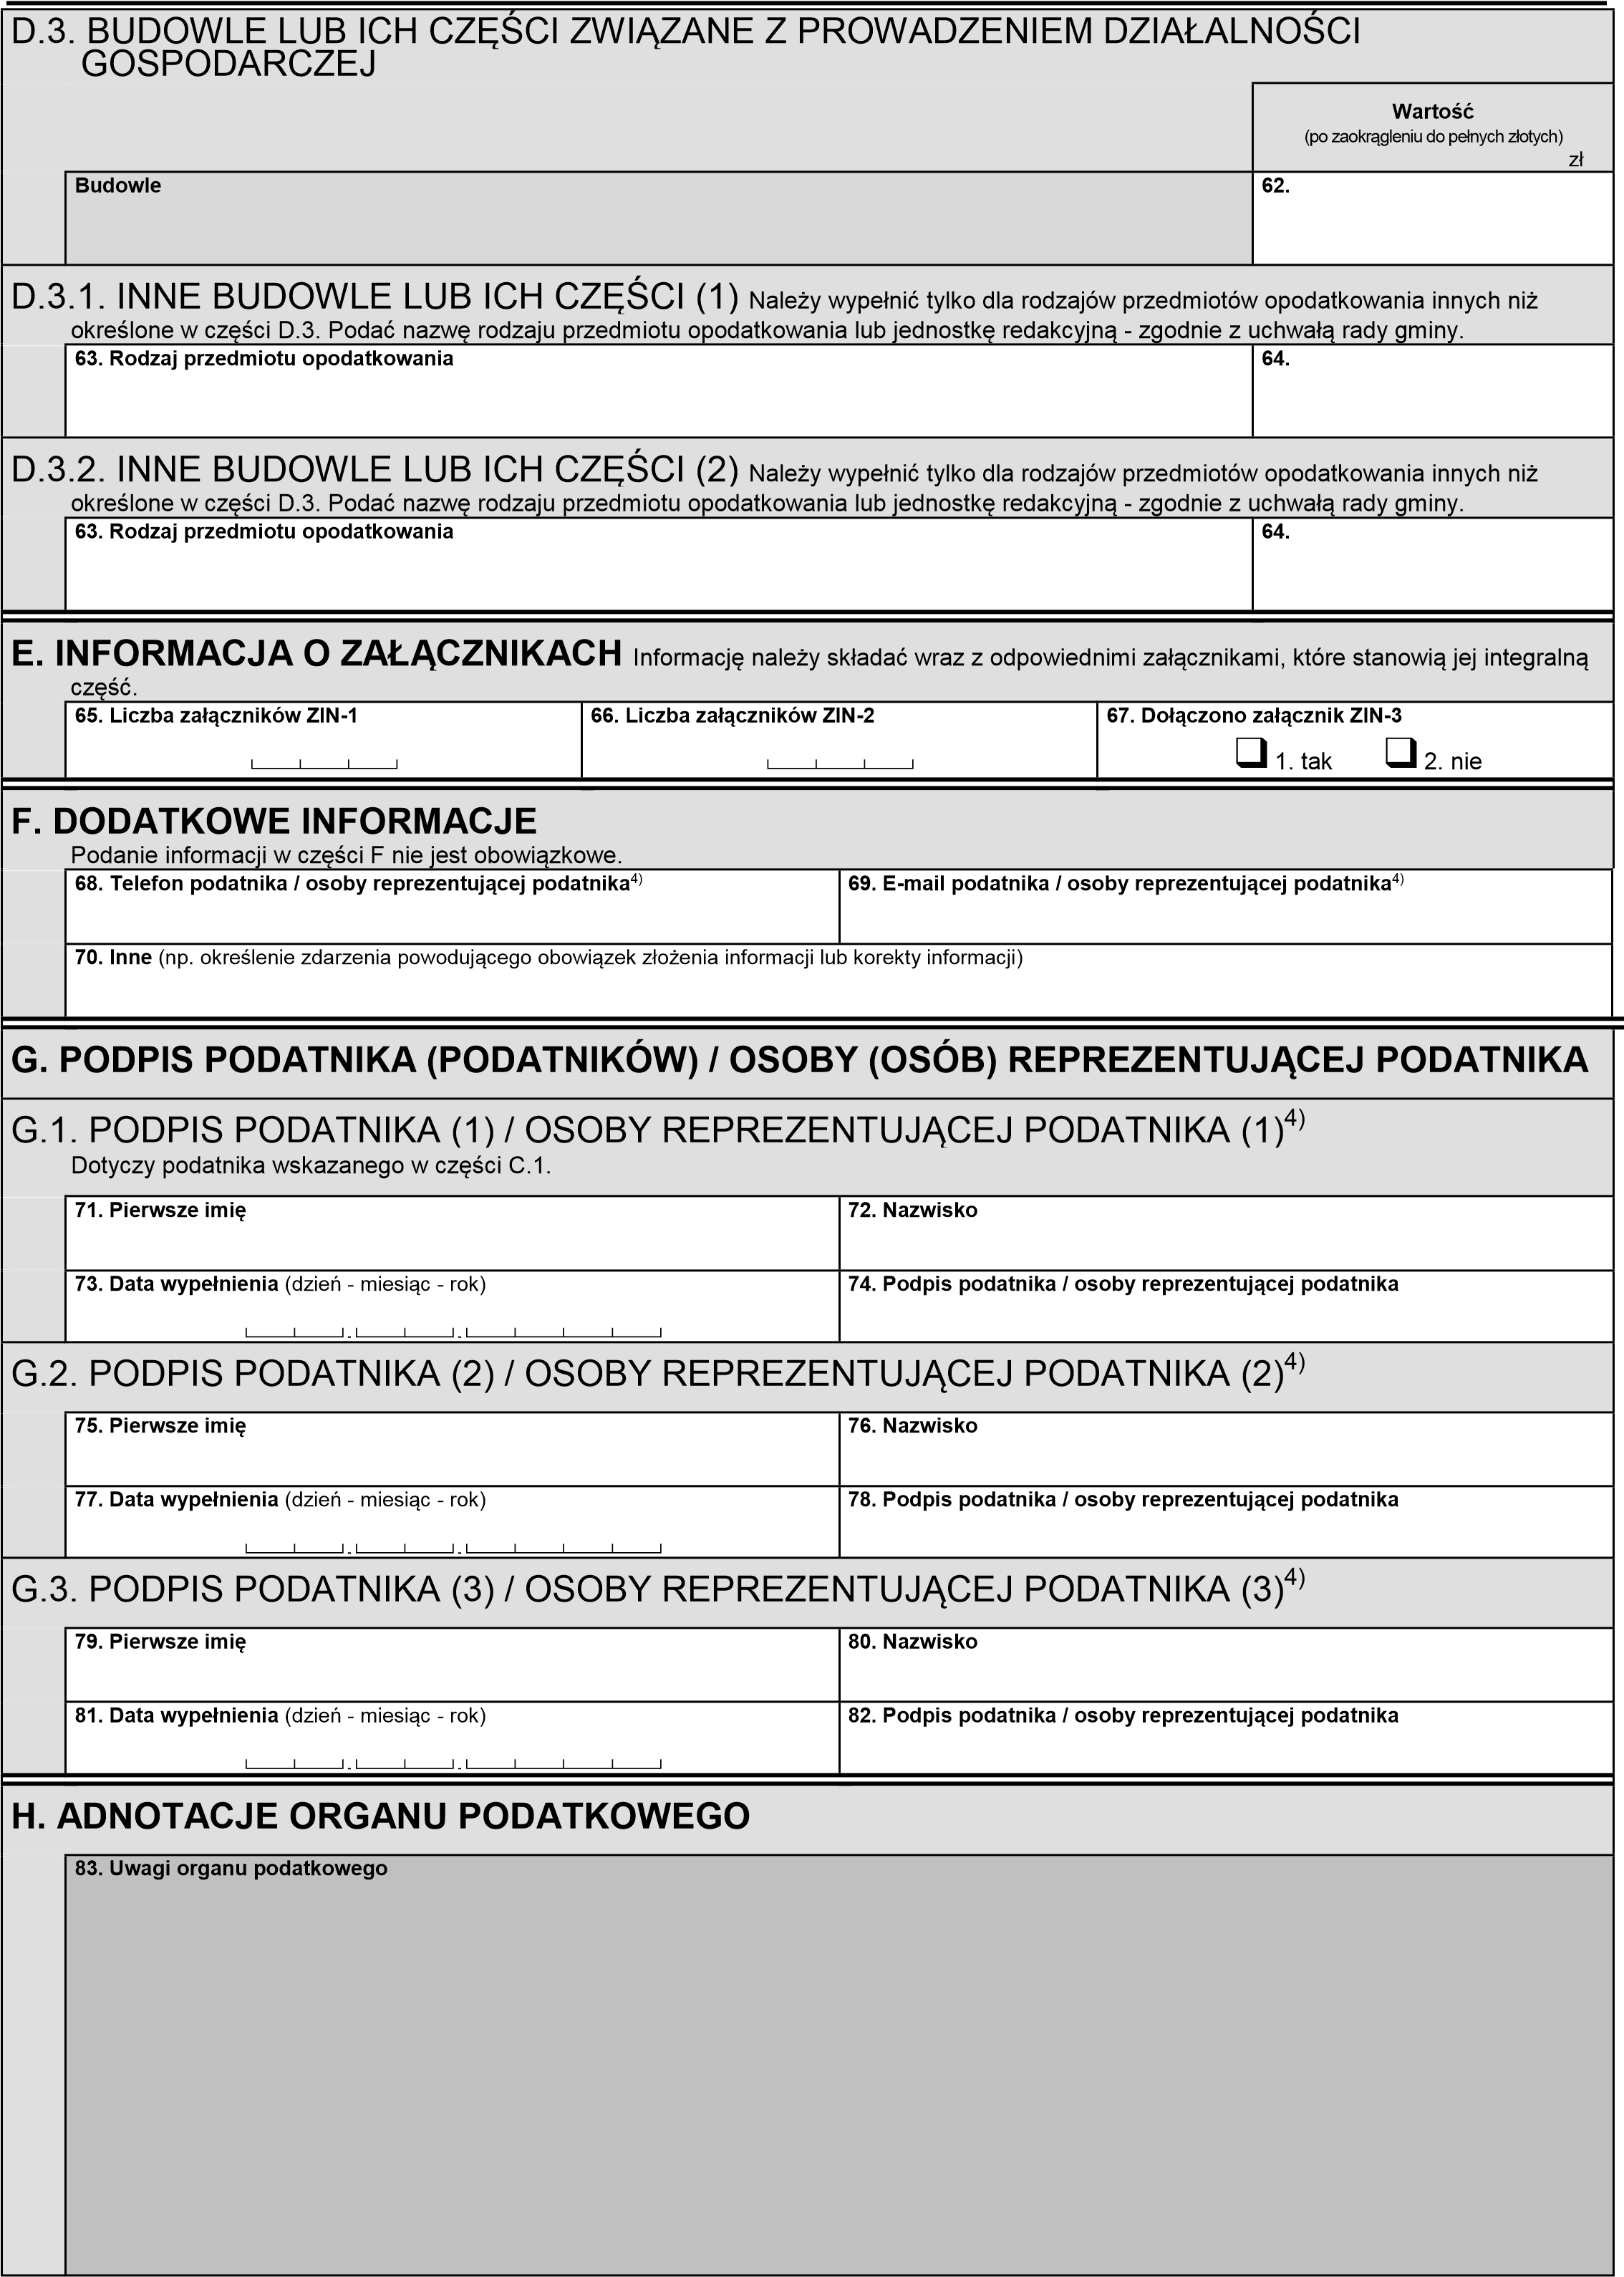 D.3. BUDOWLE LUB ICH CZĘŚCI ZWIĄZANE Z PROWADZENIEM DZIAŁALNOŚCI
GOSPODARCZEJ
Wartość
(po zaokrągleniu do pełnych złotych)
zł
Budowle
62.
D.3.1. INNE BUDOWLE LUB ICH CZĘŚCI (1) Należy wypełnić tylko dla rodzajów przedmiotów opodatkowania innych niż
określone w części D.3. Podać nazwę rodzaju przedmiotu opodatkowania lub jednostkę redakcyjną - zgodnie z uchwałą rady gminy.
63. Rodzaj przedmiotu opodatkowania
64.
D.3.2. INNE BUDOWLE LUB ICH CZĘŚCI (2) Należy wypełnić tylko dla rodzajów przedmiotów opodatkowania innych niż
określone w części D.3. Podać nazwę rodzaju przedmiotu opodatkowania lub jednostkę redakcyjną - zgodnie z uchwałą rady gminy.
63. Rodzaj przedmiotu opodatkowania
64.
E. INFORMACJA O ZAŁĄCZNIKACH Informację należy składać wraz z odpowiednimi załącznikami, które stanowią jej integralną
część.
65. Liczba załączników ZIN-1
66. Liczba załączników ZIN-2
67. Dołączono załącznik ZIN-3
1. tak 2. nie
F. DODATKOWE INFORMACJE
Podanie informacji w części F nie jest obowiązkowe.
68. Telefon podatnika / osoby reprezentującej podatnika4)
69. E-mail podatnika / osoby reprezentującej podatnika4)
70. Inne (np. określenie zdarzenia powodującego obowiązek złożenia informacji lub korekty informacji)
G. PODPIS PODATNIKA (PODATNIKÓW) / OSOBY (OSÓB) REPREZENTUJĄCEJ PODATNIKA
G.1. PODPIS PODATNIKA (1) / OSOBY REPREZENTUJĄCEJ PODATNIKA (1)4)
Dotyczy podatnika wskazanego w części C.1.
71. Pierwsze imię
72. Nazwisko
73. Data wypełnienia (dzień - miesiąc - rok)
74. Podpis podatnika / osoby reprezentującej podatnika
G.2. PODPIS PODATNIKA (2) / OSOBY REPREZENTUJĄCEJ PODATNIKA (2)4)
75. Pierwsze imię
76. Nazwisko
77. Data wypełnienia (dzień - miesiąc - rok)
78. Podpis podatnika / osoby reprezentującej podatnika
G.3. PODPIS PODATNIKA (3) / OSOBY REPREZENTUJĄCEJ PODATNIKA (3)4)
79. Pierwsze imię
80. Nazwisko
81. Data wypełnienia (dzień - miesiąc - rok)
82. Podpis podatnika / osoby reprezentującej podatnika
H. ADNOTACJE ORGANU PODATKOWEGO
83. Uwagi organu podatkowego